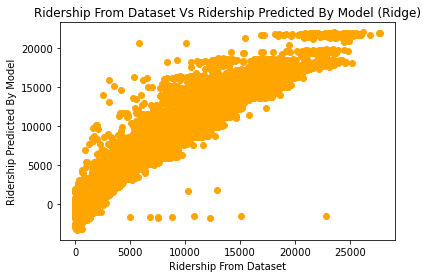 Ridership From Dataset Vs Ridership Predicted By Model (Ridge)
Ridership Predicted By Model
20000
15000
10000
5000
0
0 5000 10000 15000 20000 25000
Ridership From Dataset